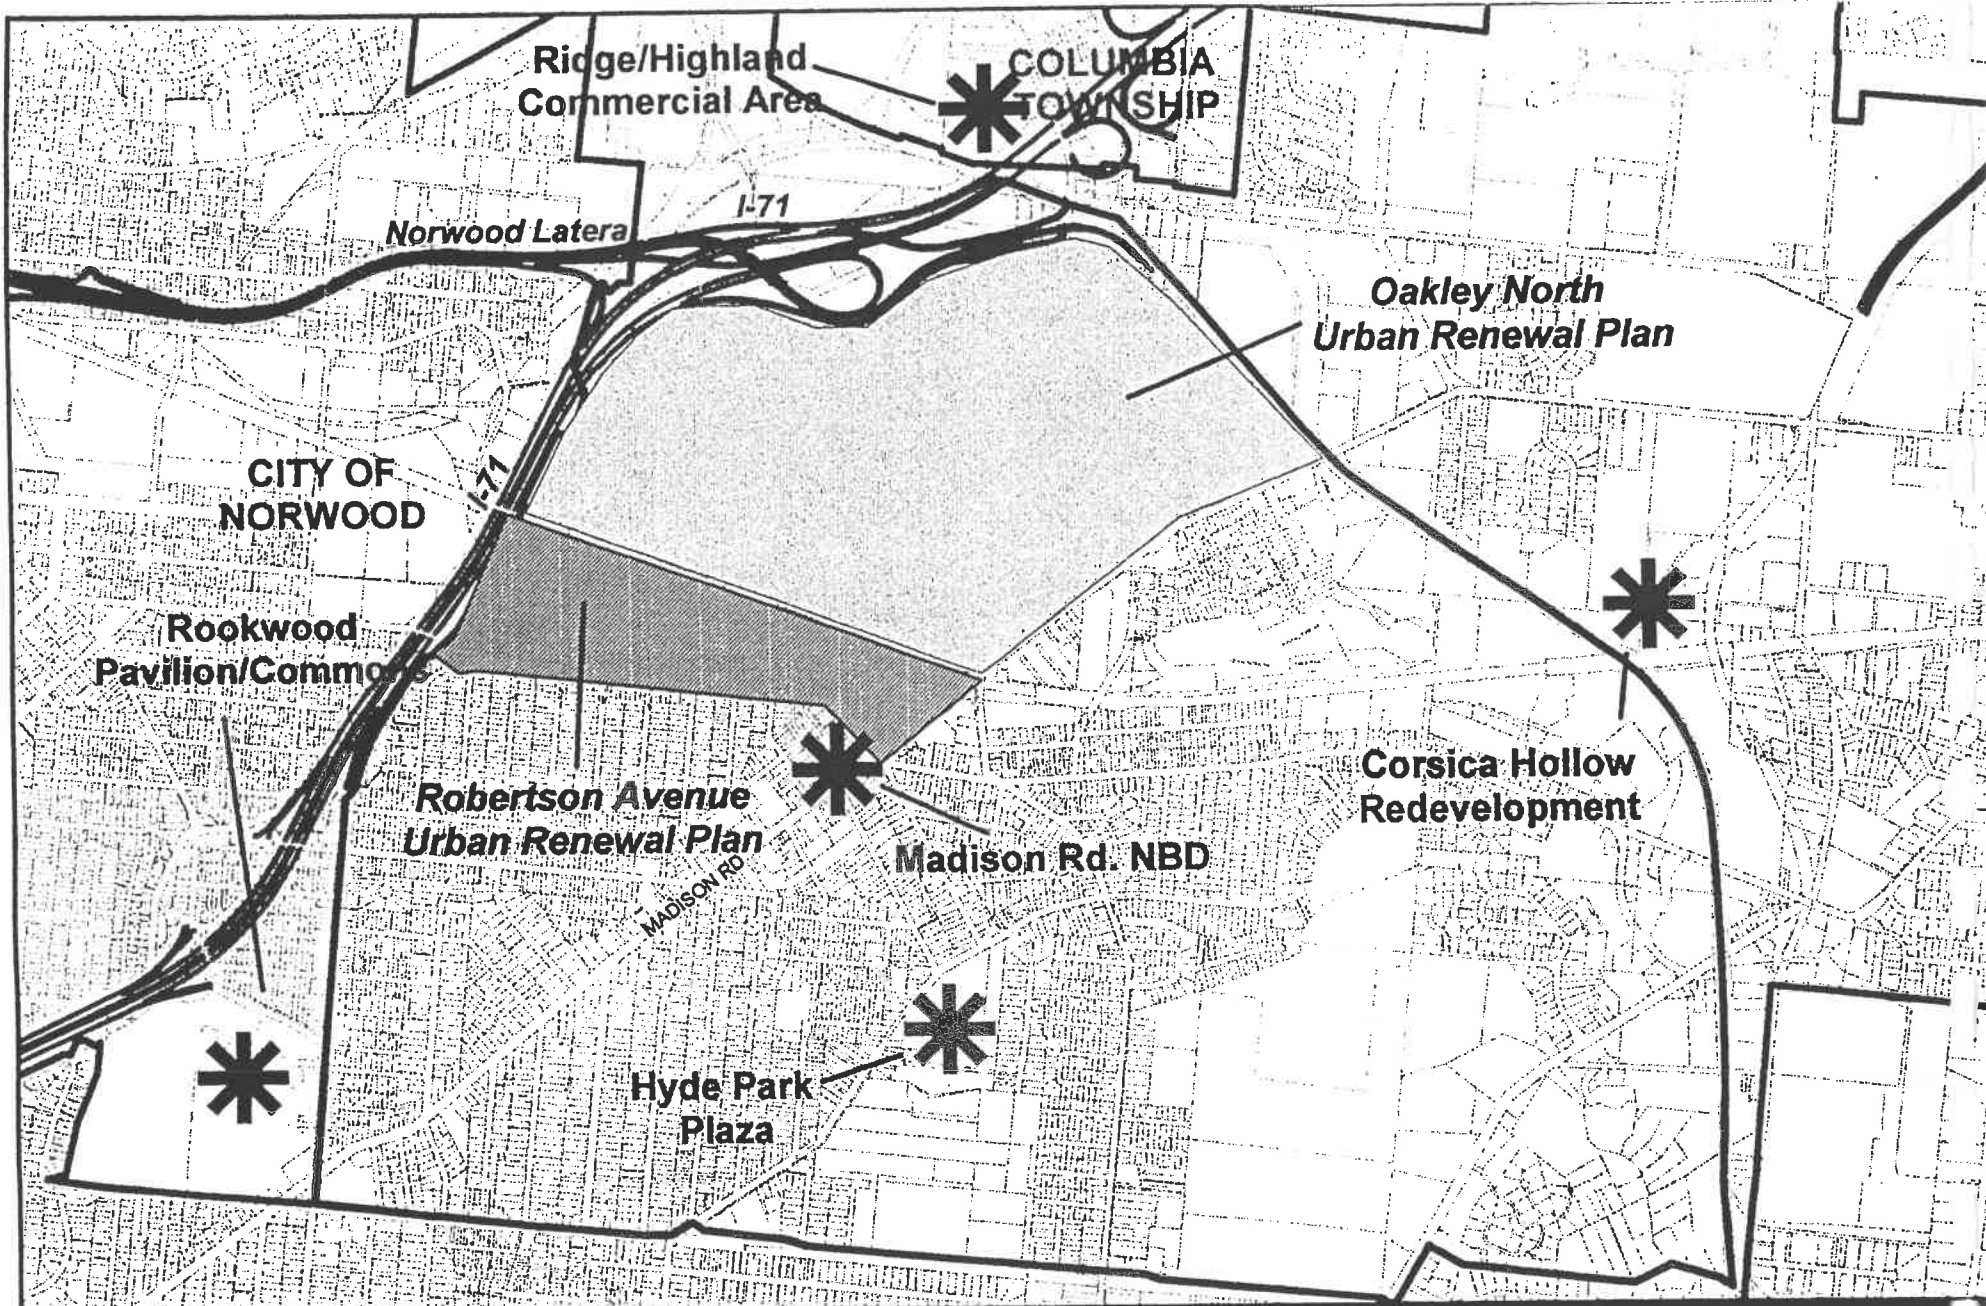 Ridge/Highland
Commercial Area
COLUMBIA
TOWNSHIP
I-71
Norwood Latera
Oakley North
Urban Renewal Plan
CITY OF
NORWOOD
I-71
Rookwood
Pavilion/Commons
Robertson Avenue
Urban Renewal Plan
MADISON RD
Madison Rd. NBD
Corsica Hollow
Redevelopment
Hyde Park
Plaza